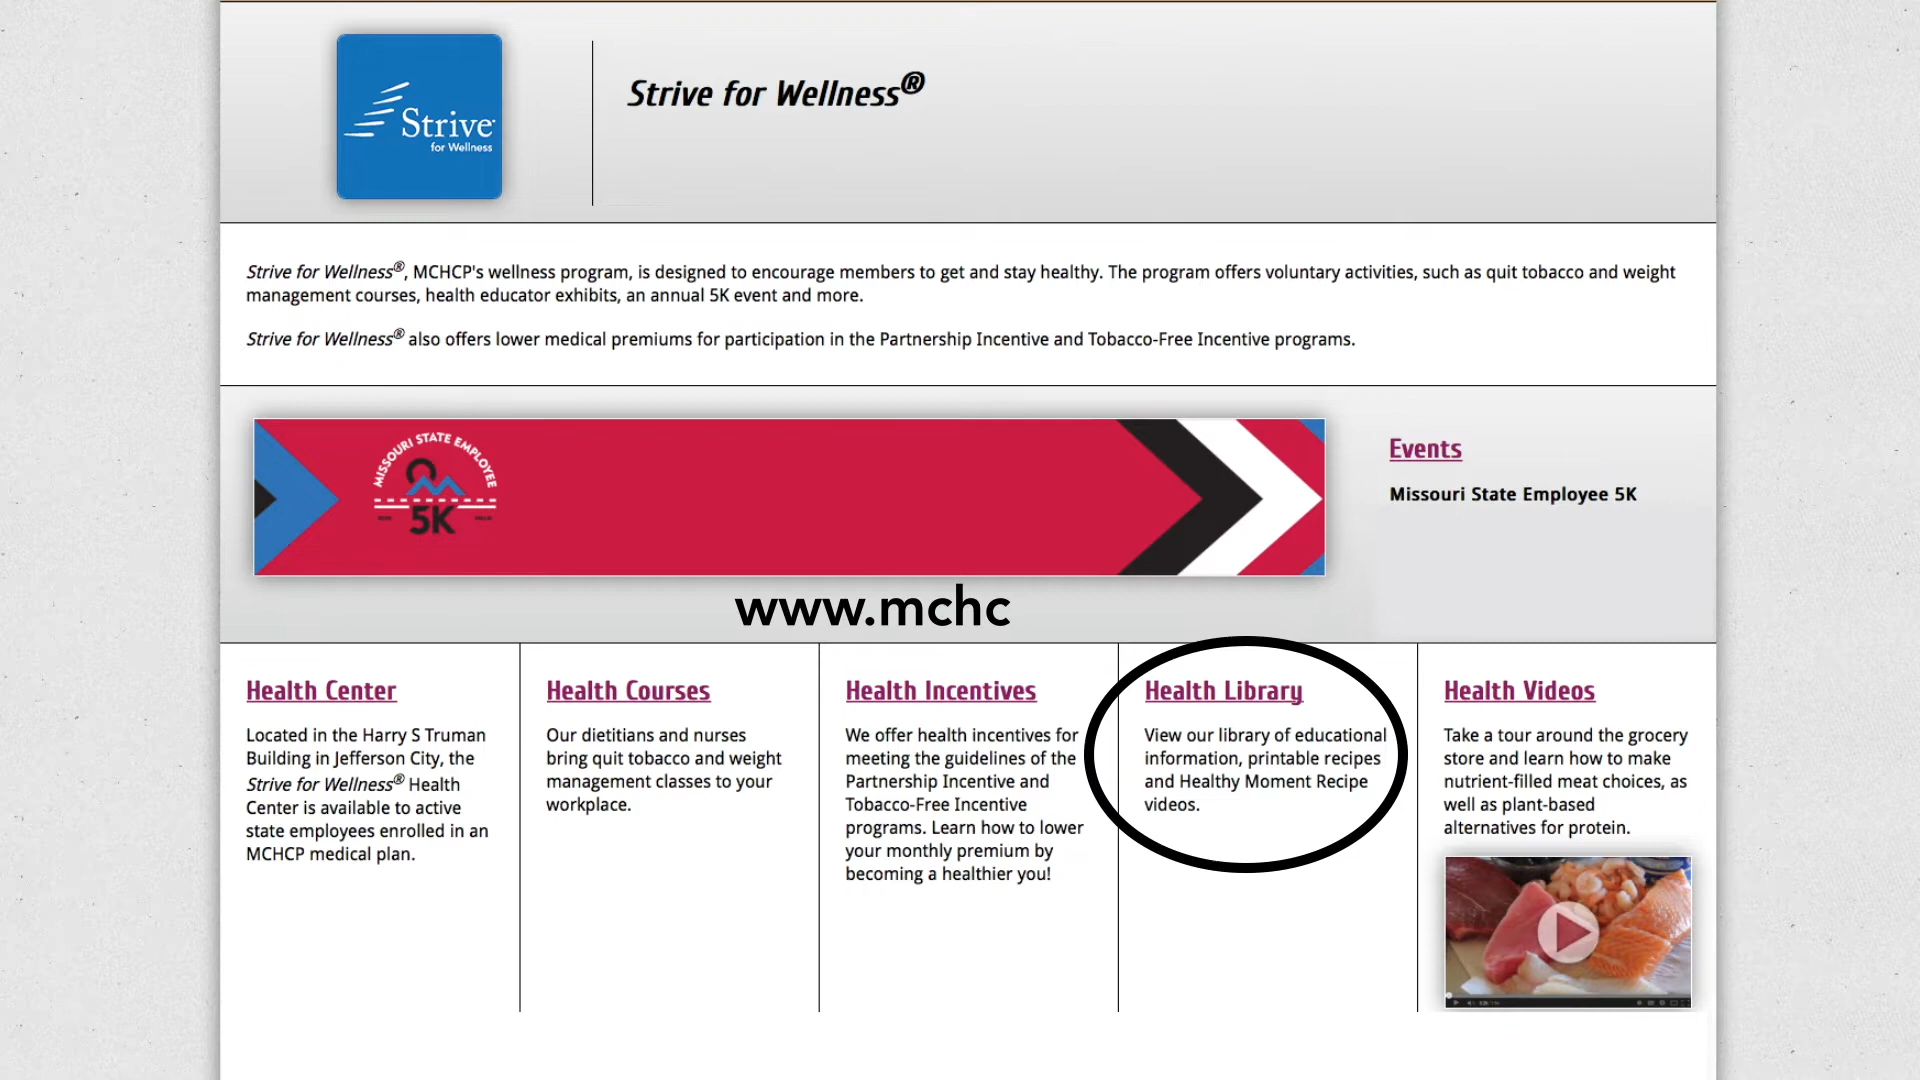 Strive
for Wellness
Strive for Wellness®
Strive for Wellness®, MCHCP's wellness program, is designed to encourage members to get and stay healthy. The program offers voluntary activities, such as quit tobacco and weight
management courses, health educator exhibits, an annual 5K event and more.
Strive for Wellness® also offers lower medical premiums for participation in the Partnership Incentive and Tobacco-Free Incentive programs.
MISSOURI STATE EMPLOYEE
5K
Events
Missouri State Employee 5K
www.mchc
Health Center
Located in the Harry S Truman
Building in Jefferson City, the
Strive for Wellness® Health
Center is available to active
state employees enrolled in an
MCHCP medical plan.
Health Courses
Our dietitians and nurses
bring quit tobacco and weight
management classes to your
workplace.
Health Incentives
We offer health incentives for
meeting the guidelines of the
Partnership Incentive and
Tobacco-Free Incentive
programs. Learn how to lower
your monthly premium by
becoming a healthier you!
Health Library
View our library of educational
information, printable recipes
and Healthy Moment Recipe
videos.
Health Videos
Take a tour around the grocery
store and learn how to make
nutrient-filled meat choices, as
well as plant-based
alternatives for protein.